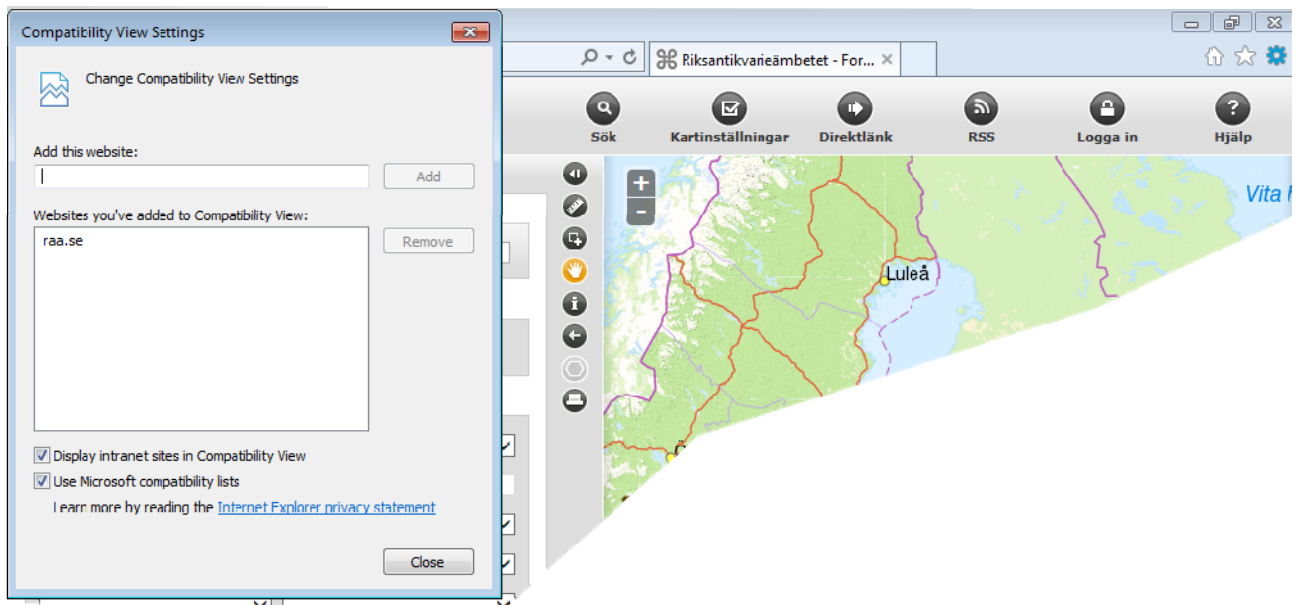 Compatibility View Settings
Change Compatibility View Settings
Add this website:
Add
Websites you've added to Compatibility View:
raa.se
Remove
Display intranet sites in Compatibility View
Use Microsoft compatibility lists
Learn more by reading the Internet Explorer privacy statement
Close
Riksantikvarieämbetet - For...
Sök
Kartinställningar
Direktlänk
RSS
Logga in
Hjälp
Vita
Luleå